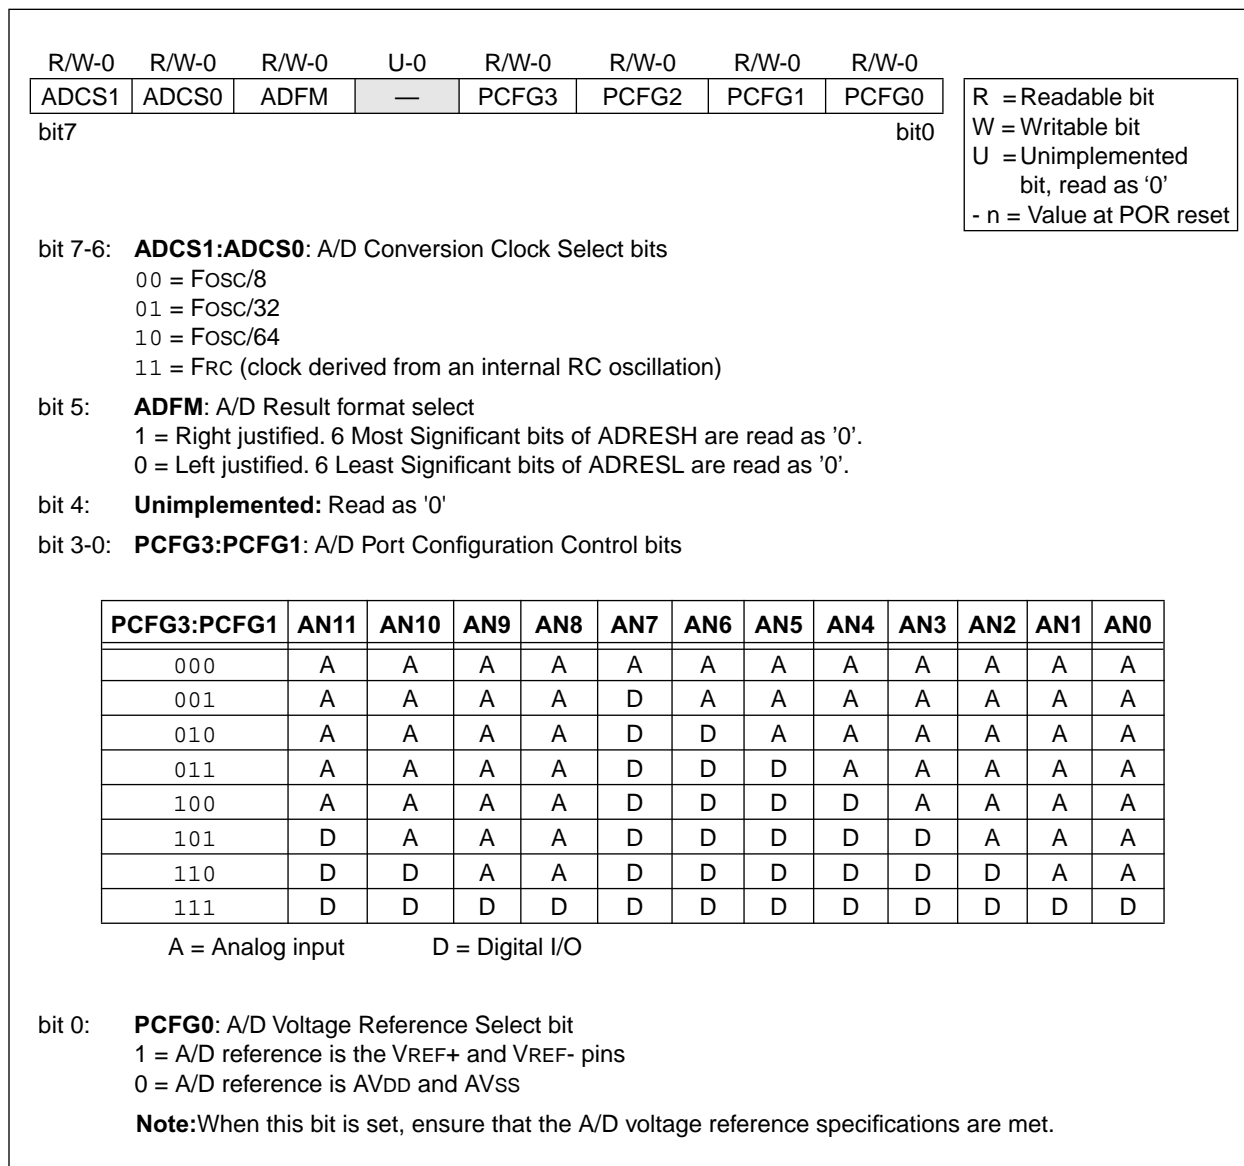 R/W-0 R/W-0 R/W-0 U-0 R/W-0 R/W-0 R/W-0 R/W-0
ADCS1 ADCS0 ADFM — PCFG3 PCFG2 PCFG1 PCFG0
bit7 bit0
R = Readable bit
W = Writable bit
U = Unimplemented
bit, read as ‘0’
- n = Value at POR reset
bit 7-6: ADCS1:ADCS0: A/D Conversion Clock Select bits
00 = FOSC/8
01 = FOSC/32
10 = FOSC/64
11 = FRC (clock derived from an internal RC oscillation)
bit 5: ADFM: A/D Result format select
1 = Right justified. 6 Most Significant bits of ADRESH are read as '0'.
0 = Left justified. 6 Least Significant bits of ADRESL are read as '0'.
bit 4: Unimplemented: Read as '0'
bit 3-0: PCFG3:PCFG1: A/D Port Configuration Control bits
PCFG3:PCFG1 AN11 AN10 AN9 AN8 AN7 AN6 AN5 AN4 AN3 AN2 AN1 AN0
000 A A A A A A A A A A A A
001 A A A A D A A A A A A A
010 A A A A D D A A A A A A
011 A A A A D D D A A A A A
100 A A A A D D D D A A A A
101 D A A A D D D D D A A A
110 D D A A D D D D D D A A
111 D D D D D D D D D D D D
A = Analog input D = Digital I/O
bit 0: PCFG0: A/D Voltage Reference Select bit
1 = A/D reference is the VREF+ and VREF- pins
0 = A/D reference is AVDD and AVSS
Note:When this bit is set, ensure that the A/D voltage reference specifications are met.